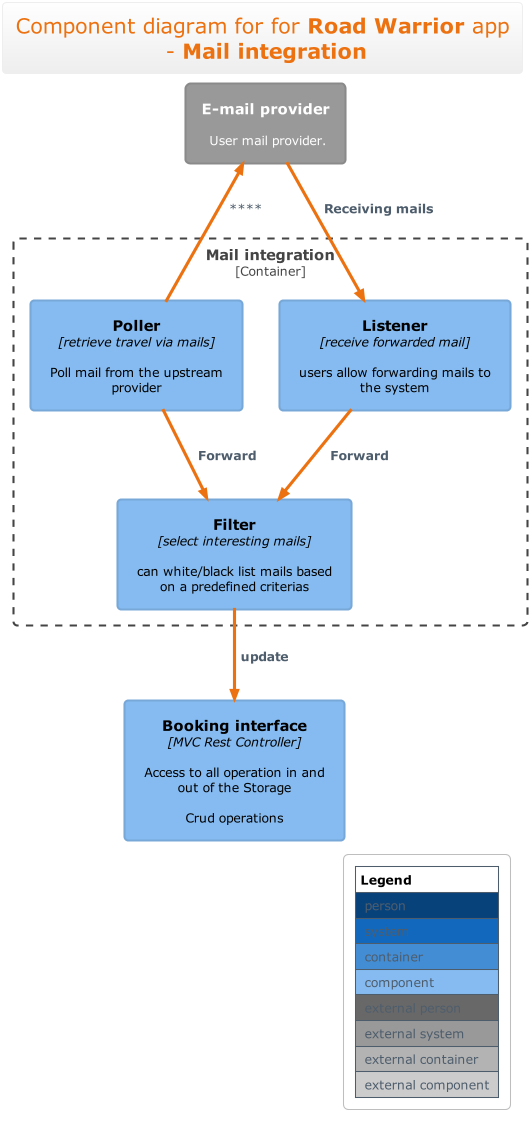 Component diagram for for Road Warrior app
- Mail integration
E-mail provider
User mail provider.
****
Receiving mails
Mail integration
[Container]
Poller
[retrieve travel via mails]
Poll mail from the upstream
provider
Listener
[receive forwarded mail]
users allow forwarding mails to
the system
Forward
Forward
Filter
[select interesting mails]
can white/black list mails based
on a predefined criterias
update
Booking interface
[MVC Rest Controller]
Access to all operation in and
out of the Storage
Crud operations
Legend
person
system
container
component
external person
external system
external container
external component